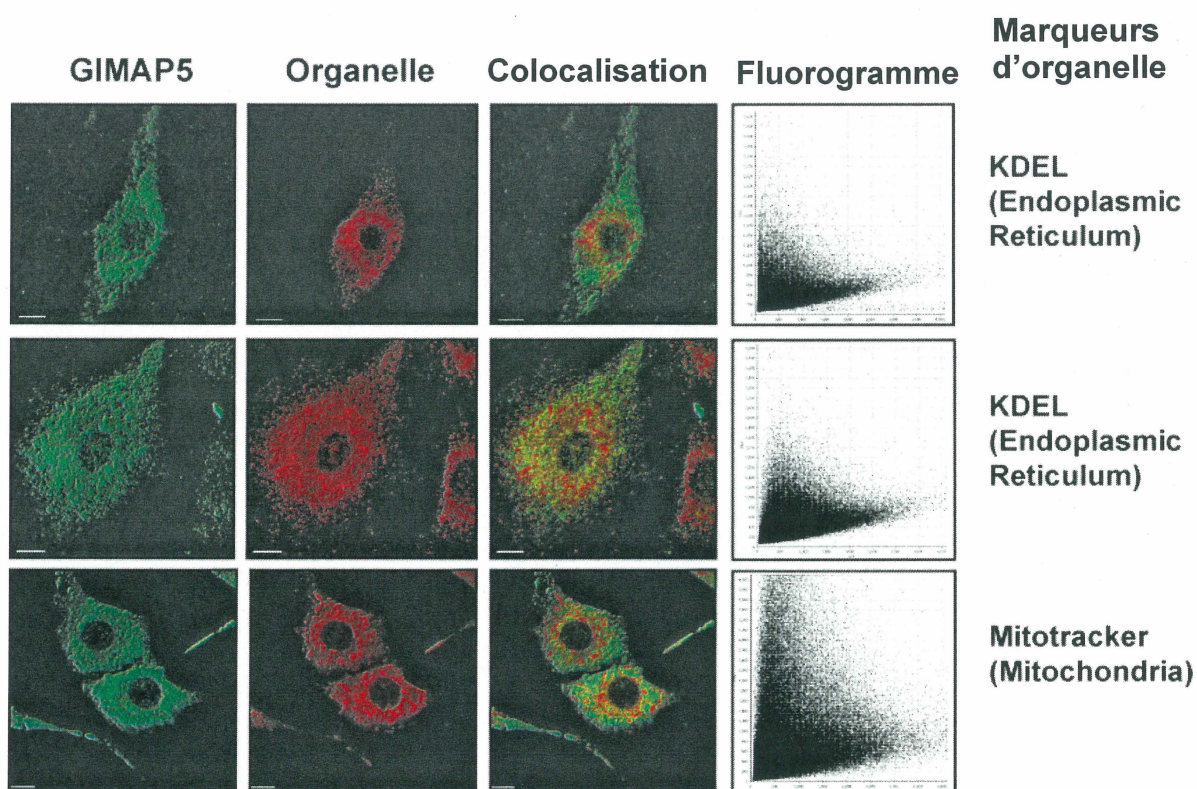 GIMAP5
Organelle
Colocalisation
Fluorogramme
Marqueurs
d'organelle
KDEL
(Endoplasmic
Reticulum)
KDEL
(Endoplasmic
Reticulum)
Mitotracker
(Mitochondria)